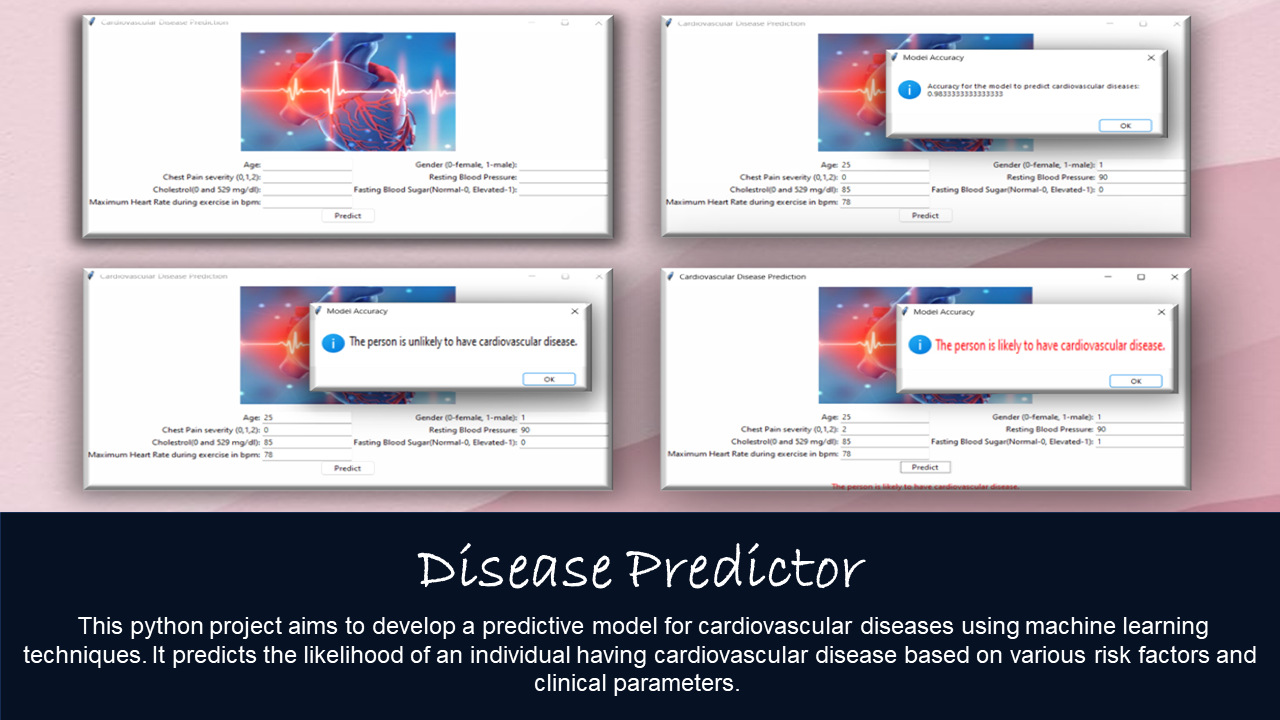 Cardiovascular Disease Prediction
Age:
Gender (0-female, 1-male):
Chest Pain severity (0,1,2):
Resting Blood Pressure:
Cholestrol(0 and 529 mg/dl):
Fasting Blood Sugar(Normal-0, Elevated-1):
Maximum Heart Rate during exercise in bpm:
Predict
Cardiovascular Disease Prediction
Model Accuracy
Accuracy for the model to predict cardiovascular diseases:
0.9833333333333333
OK
Age: 25
Gender (0-female, 1-male): 1
Chest Pain severity (0,1,2): 0
Resting Blood Pressure: 90
Cholestrol(0 and 529 mg/dl): 85
Fasting Blood Sugar(Normal-0, Elevated-1): 0
Maximum Heart Rate during exercise in bpm: 78
Predict
Cardiovascular Disease Prediction
Model Accuracy
The person is unlikely to have cardiovascular disease.
OK
Age: 25
Gender (0-female, 1-male): 1
Chest Pain severity (0,1,2): 0
Resting Blood Pressure: 90
Cholestrol(0 and 529 mg/dl): 85
Fasting Blood Sugar(Normal-0, Elevated-1): 0
Maximum Heart Rate during exercise in bpm: 78
Predict
Cardiovascular Disease Prediction
Model Accuracy
The person is likely to have cardiovascular disease.
OK
Age: 25
Gender (0-female, 1-male): 1
Chest Pain severity (0,1,2): 2
Resting Blood Pressure: 90
Cholestrol(0 and 529 mg/dl): 85
Fasting Blood Sugar(Normal-0, Elevated-1): 1
Maximum Heart Rate during exercise in bpm: 78
Predict
The person is likely to have cardiovascular disease.
Disease Predictor
This python project aims to develop a predictive model for cardiovascular diseases using machine learning
techniques. It predicts the likelihood of an individual having cardiovascular disease based on various risk factors and
clinical parameters.